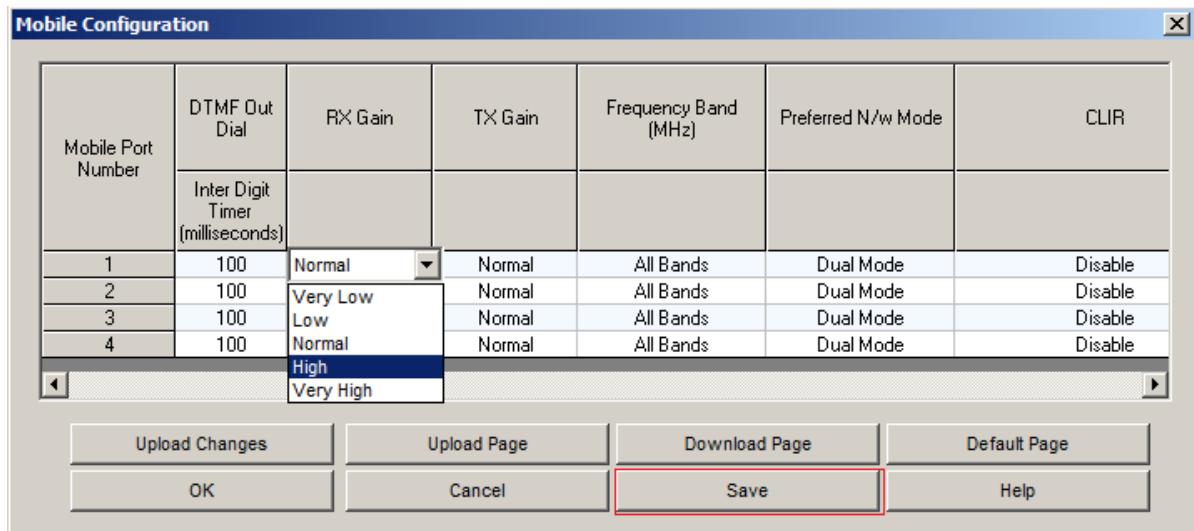 Mobile Configuration
Mobile Port Number
DTMF Out Dial
RX Gain
TX Gain
Frequency Band (MHz)
Preferred N/w Mode
CLIR
Inter Digit Timer (milliseconds)
1 100 Normal Normal All Bands Dual Mode Disable
2 100 Normal All Bands Dual Mode Disable
3 100 Normal All Bands Dual Mode Disable
4 100 Normal All Bands Dual Mode Disable
Very Low
Low
Normal
High
Very High
Upload Changes Upload Page Download Page Default Page
OK Cancel Save Help